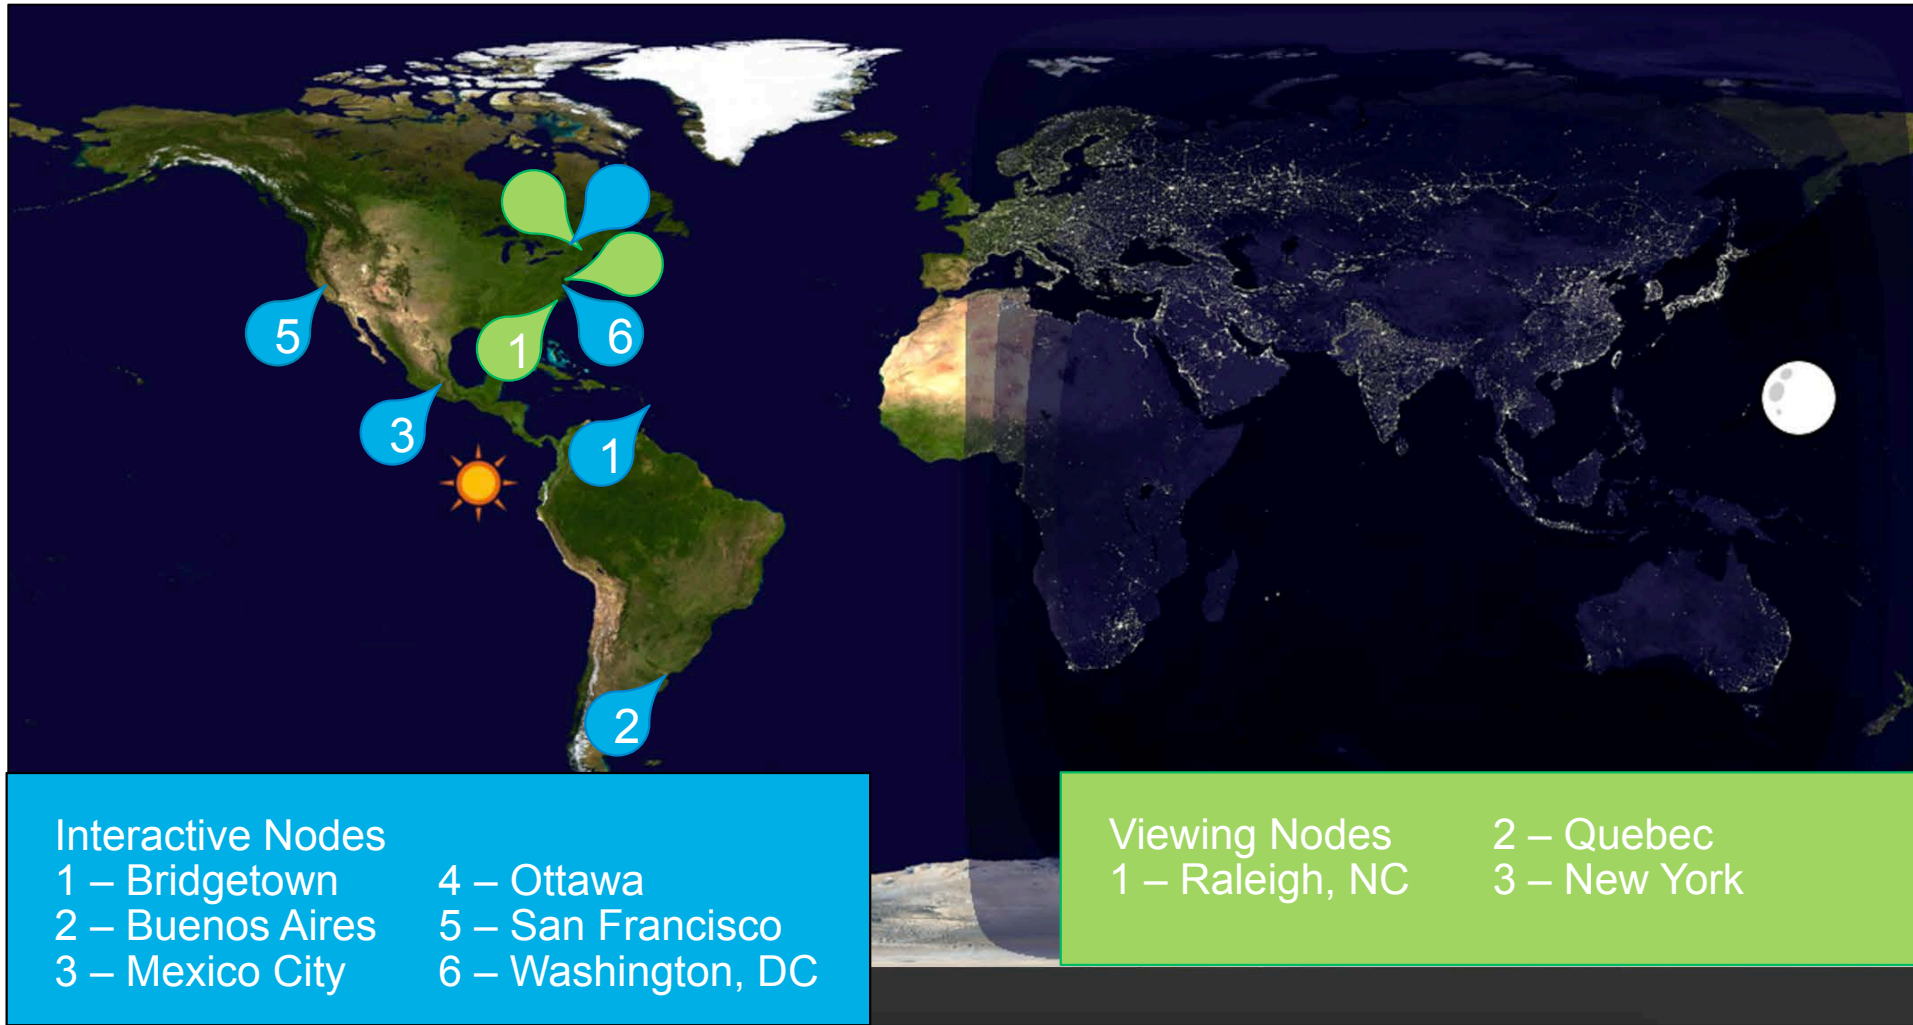 5
1
6
3
1
2
Interactive Nodes
1 – Bridgetown
2 – Buenos Aires
3 – Mexico City
4 – Ottawa
5 – San Francisco
6 – Washington, DC
Viewing Nodes
1 – Raleigh, NC
2 – Quebec
3 – New York